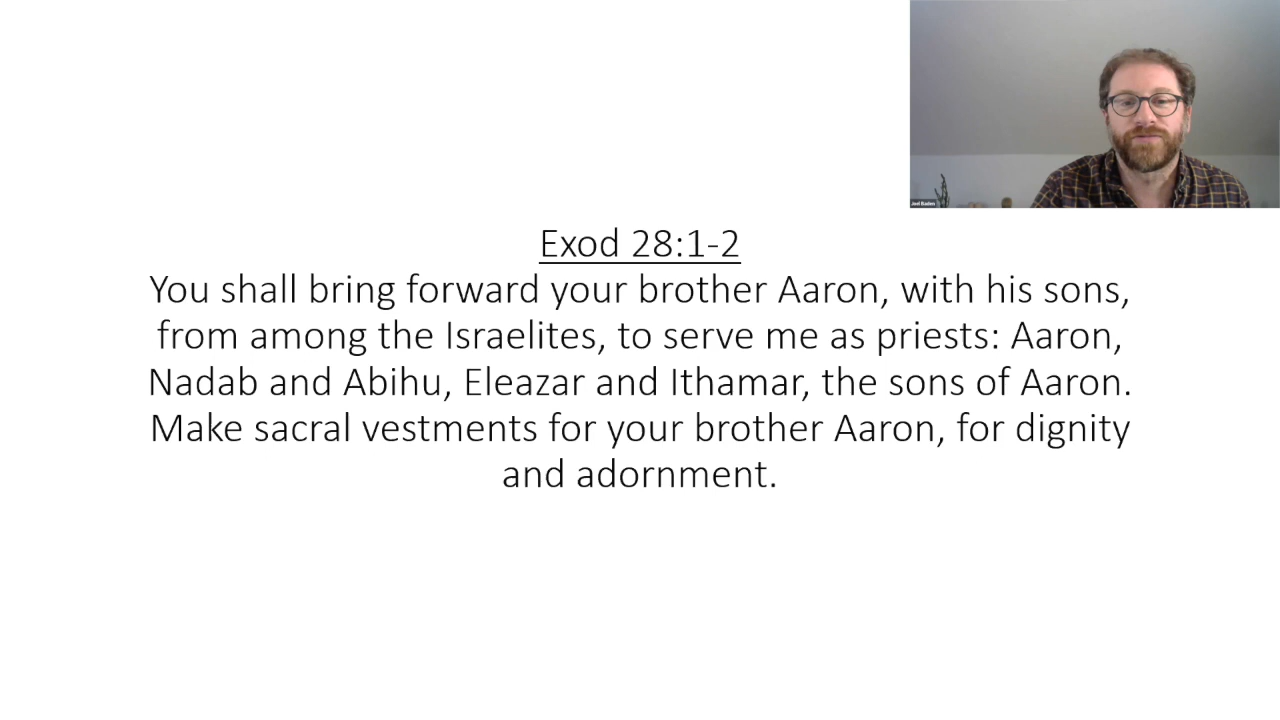 Joel Baden
Exod 28:1-2
You shall bring forward your brother Aaron, with his sons,
from among the Israelites, to serve me as priests: Aaron,
Nadab and Abihu, Eleazar and Ithamar, the sons of Aaron.
Make sacral vestments for your brother Aaron, for dignity
and adornment.